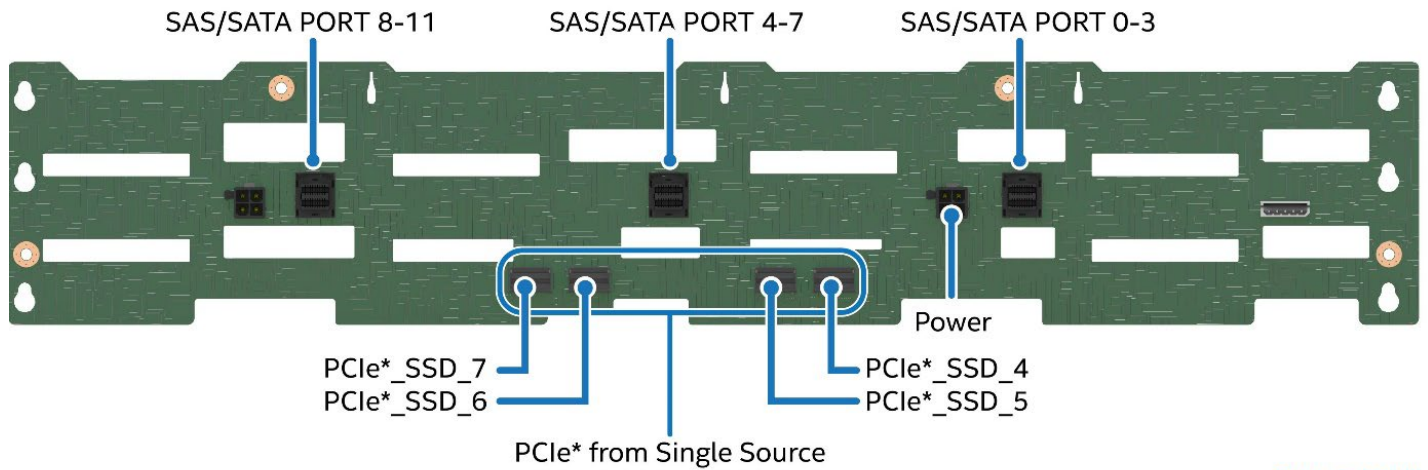 SAS/SATA PORT 8-11
SAS/SATA PORT 4-7
SAS/SATA PORT 0-3
Power
PCIe*_SSD_7
PCIe*_SSD_4
PCIe*_SSD_6
PCIe*_SSD_5
PCIe* from Single Source